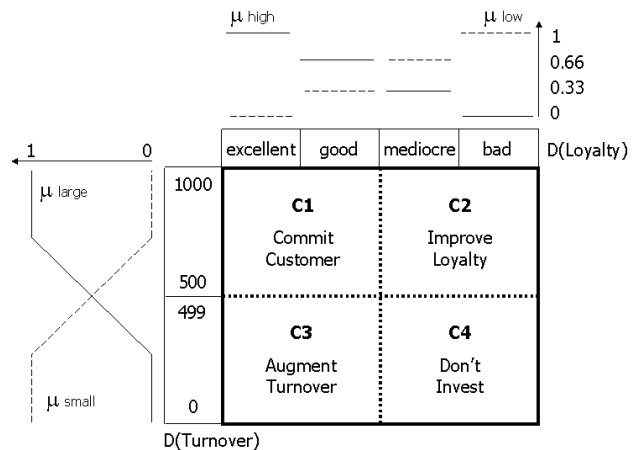 μ high
μ low
1
0.66
0.33
0
1
0
excellent
good
mediocre
bad
D(Loyalty)
μ large
1000
C1
Commit
Customer
C2
Improve
Loyalty
500
499
C3
Augment
Turnover
C4
Don't
Invest
μ small
0
D(Turnover)